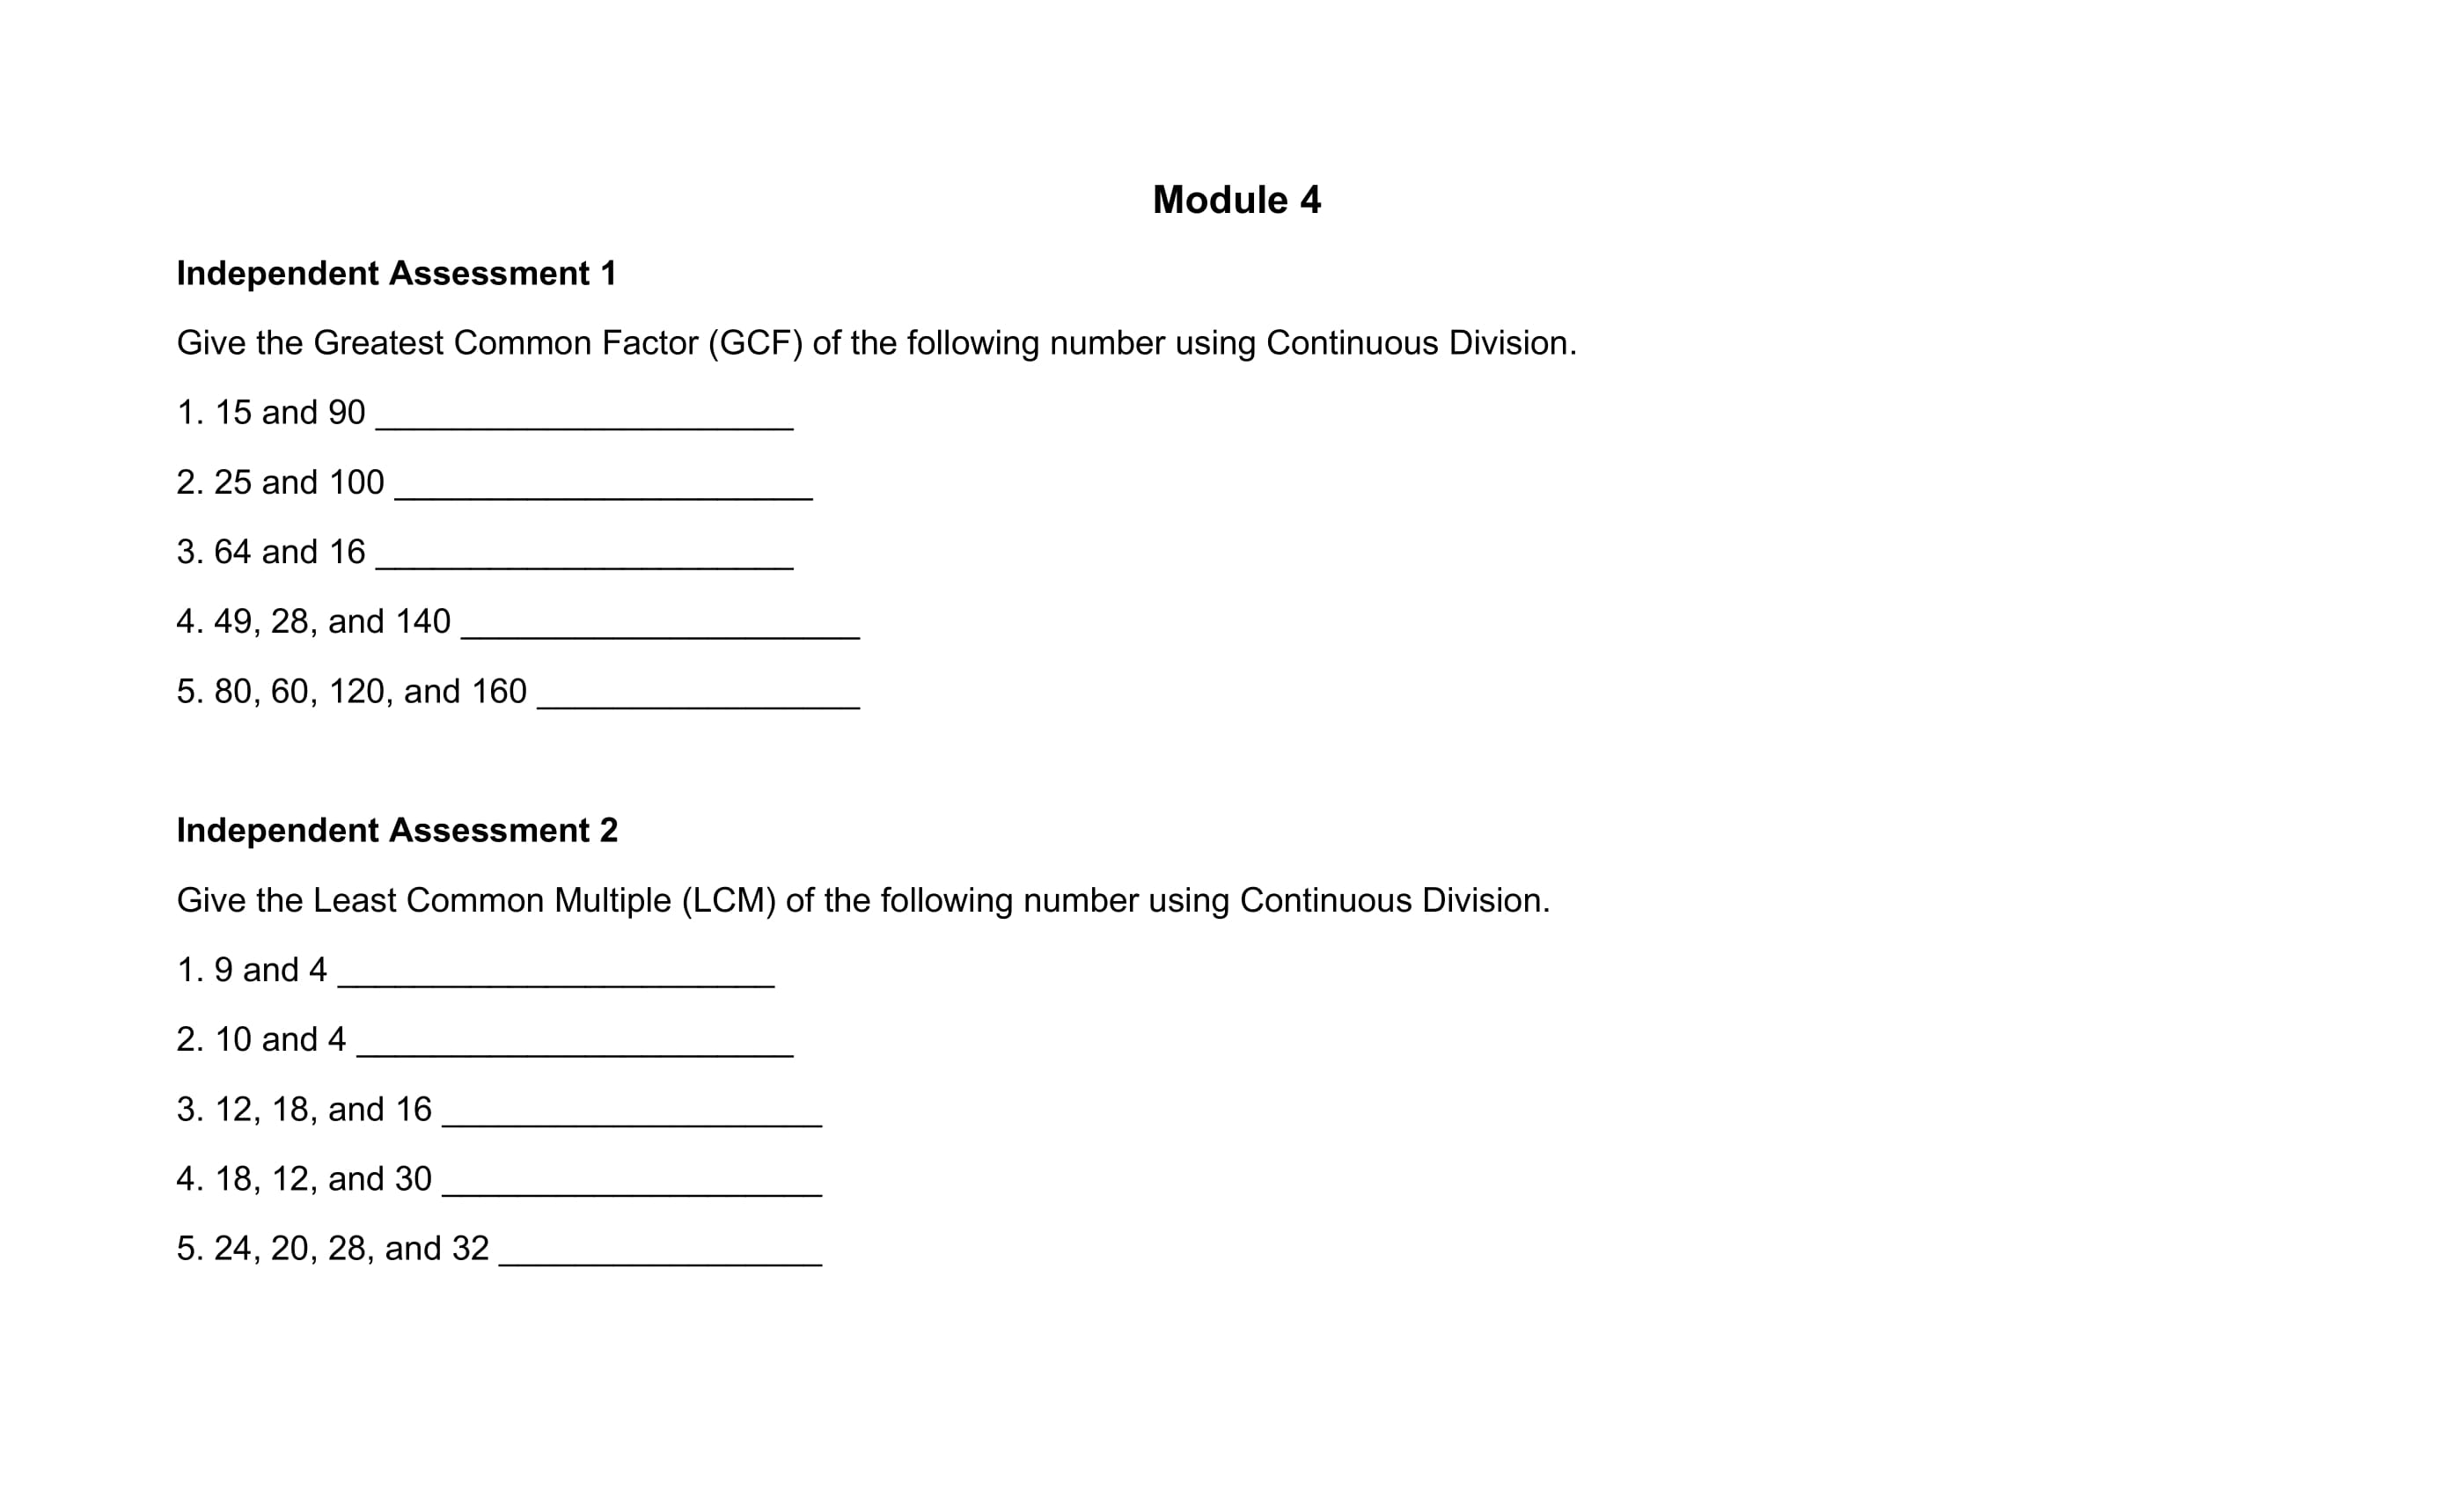 Module 4
Independent Assessment 1
Give the Greatest Common Factor (GCF) of the following number using Continuous Division.
1. 15 and 90 ______________________
2. 25 and 100 ______________________
3. 64 and 16 ______________________
4. 49, 28, and 140 _____________________
5. 80, 60, 120, and 160 _________________
Independent Assessment 2
Give the Least Common Multiple (LCM) of the following number using Continuous Division.
1. 9 and 4 _______________________
2. 10 and 4 _______________________
3. 12, 18, and 16 ____________________
4. 18, 12, and 30 ____________________
5. 24, 20, 28, and 32 _________________